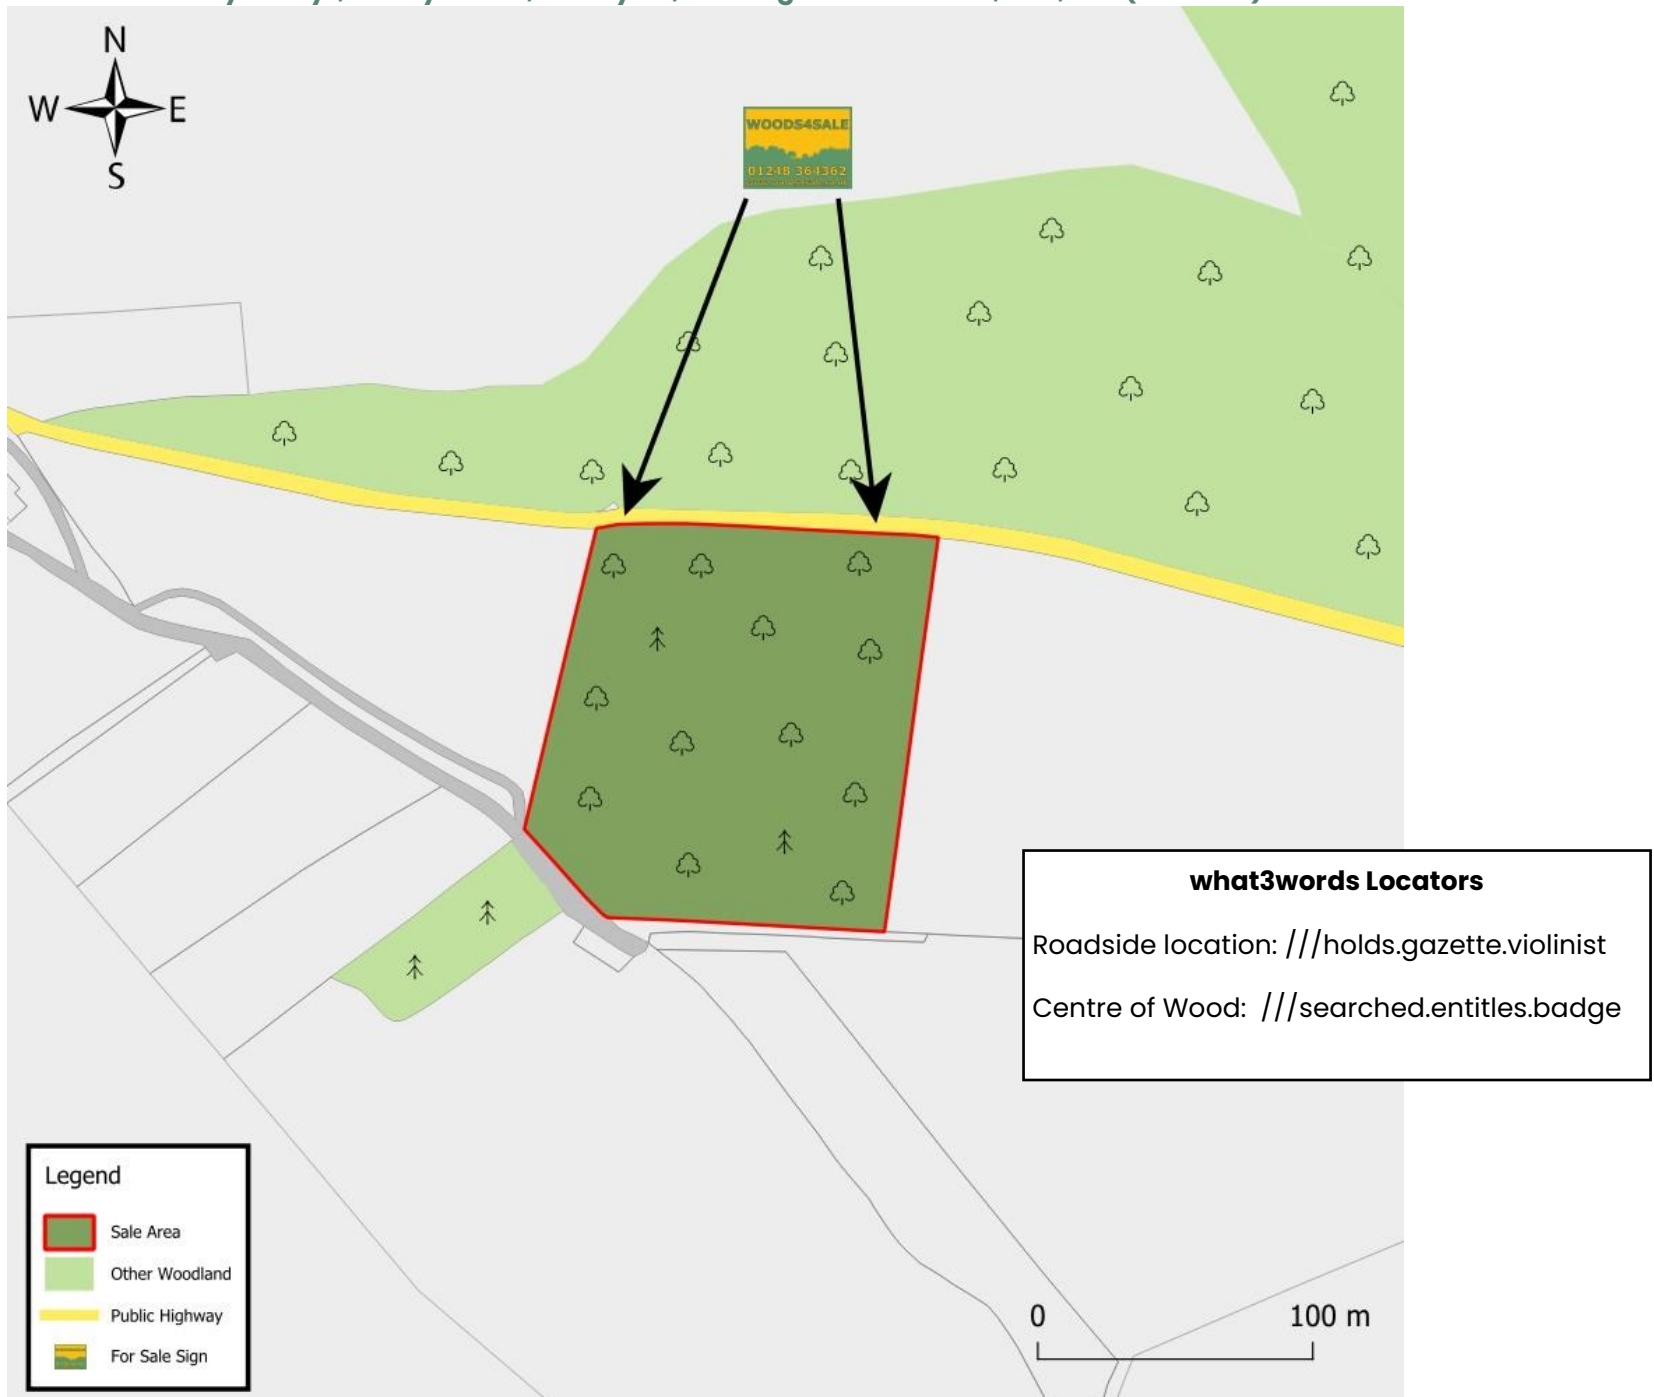 N
W E
S
WOODS4SALE
01248 364362
what3words Locators
Roadside location: ///holds.gazette.violinist
Centre of Wood: ///searched.entitles.badge
Legend
Sale Area
Other Woodland
Public Highway
For Sale Sign
0 100 m